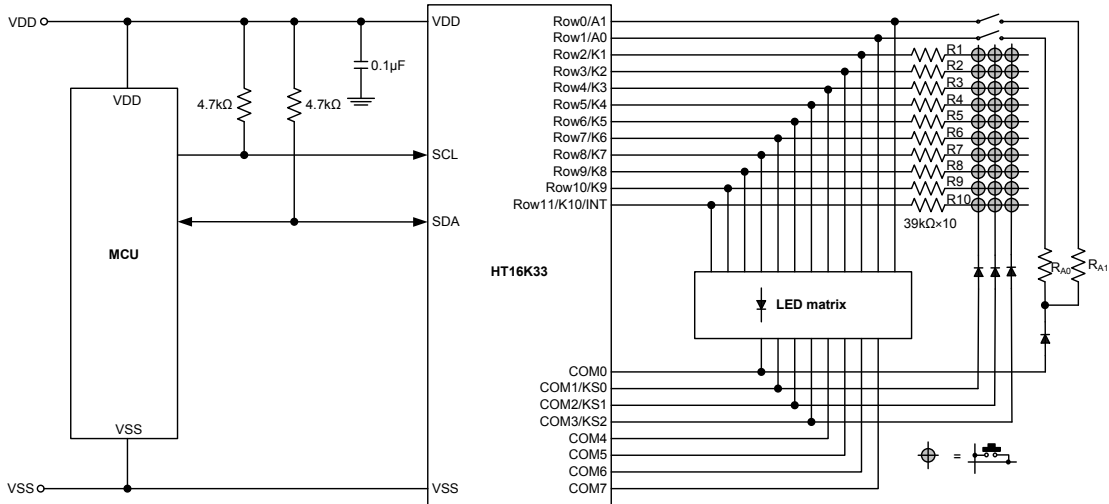 VDD
VDD
4.7kΩ
4.7kΩ
0.1µF
SCL
SDA
MCU
VSS
VSS
VDD
HT16K33
VSS
Row0/A1
Row1/A0
Row2/K1
Row3/K2
Row4/K3
Row5/K4
Row6/K5
Row7/K6
Row8/K7
Row9/K8
Row10/K9
Row11/K10/INT
R1
R2
R3
R4
R5
R6
R7
R8
R9
R10
39kΩ×10
RA0
RA1
LED matrix
COM0
COM1/KS0
COM2/KS1
COM3/KS2
COM4
COM5
COM6
COM7
=